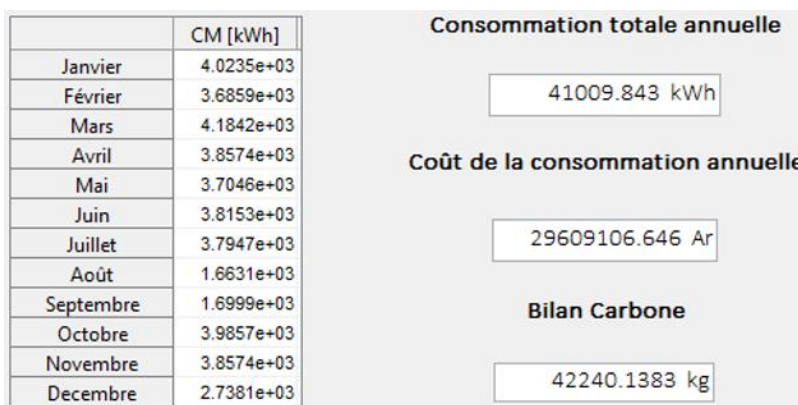 CM [kWh]
Janvier 4.0235e+03
Février 3.6859e+03
Mars 4.1842e+03
Avril 3.8574e+03
Mai 3.7046e+03
Juin 3.8153e+03
Juillet 3.7947e+03
Août 1.6631e+03
Septembre 1.6999e+03
Octobre 3.9857e+03
Novembre 3.8574e+03
Decembre 2.7381e+03
Consommation totale annuelle
41009.843 kWh
Coût de la consommation annuelle
29609106.646 Ar
Bilan Carbone
42240.1383 kg